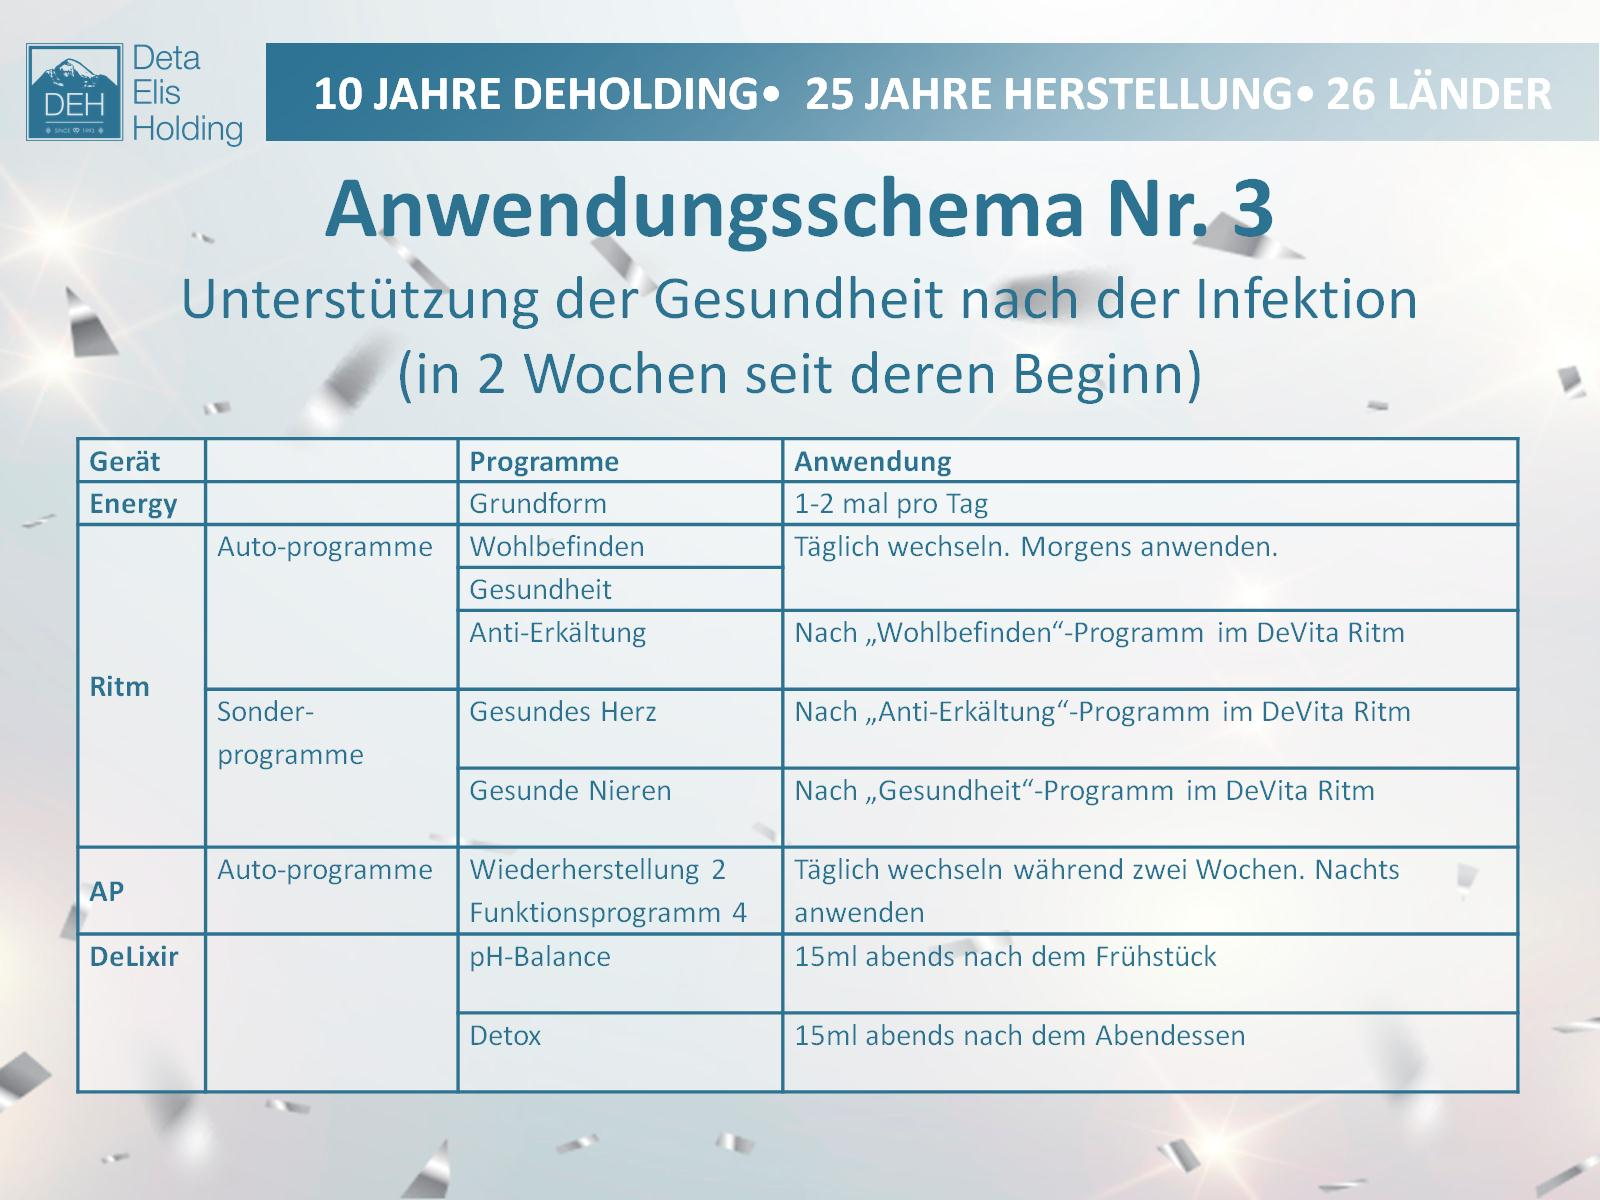 Deta
Elis
Holding
DEH
SINCE 1993
10 JAHRE DEHOLDING• 25 JAHRE HERSTELLUNG• 26 LÄNDER
Anwendungsschema Nr. 3
Unterstützung der Gesundheit nach der Infektion
(in 2 Wochen seit deren Beginn)
Gerät Programme Anwendung
Energy Grundform 1-2 mal pro Tag
Ritm
Auto-programme Wohlbefinden Täglich wechseln. Morgens anwenden.
Gesundheit
Anti-Erkältung Nach „Wohlbefinden“-Programm im DeVita Ritm
Sonder-
programme
Gesundes Herz Nach „Anti-Erkältung“-Programm im DeVita Ritm
Gesunde Nieren Nach „Gesundheit“-Programm im DeVita Ritm
AP
Auto-programme
Wiederherstellung 2
Funktionsprogramm 4
Täglich wechseln während zwei Wochen. Nachts
anwenden
DeLixir pH-Balance 15ml abends nach dem Frühstück
Detox 15ml abends nach dem Abendessen